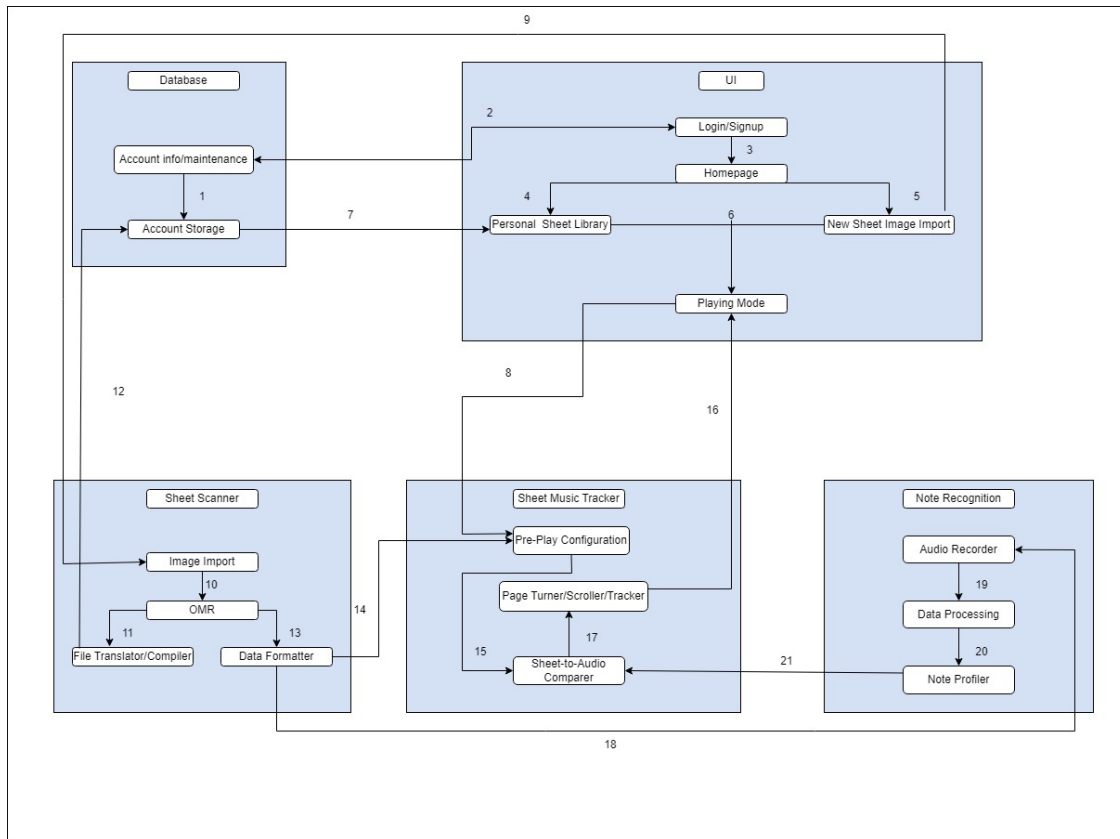 9
Database
UI
2
Login/Signup
Account info/maintenance
3
Homepage
1
4
5
7
6
Account Storage
Personal  Sheet Library
New Sheet Image Import
Playing Mode
8
12
16
Sheet Scanner
Sheet Music Tracker
Note Recognition
Pre-Play Configuration
Audio Recorder
Image Import
10
19
Page Turner/Scroller/Tracker
OMR
14
Data Processing
11
13
17
15
20
File Translator/Compiler
Data Formatter
Sheet-to-Audio
Comparer
21
Note Profiler
18